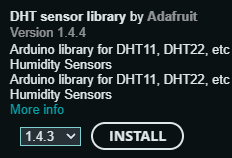 DHT sensor library by Adafruit
Version 1.4.4
Arduino library for DHT11, DHT22, etc
Humidity Sensors
Arduino library for DHT11, DHT22, etc
Humidity Sensors
More info
1.4.3 INSTALL